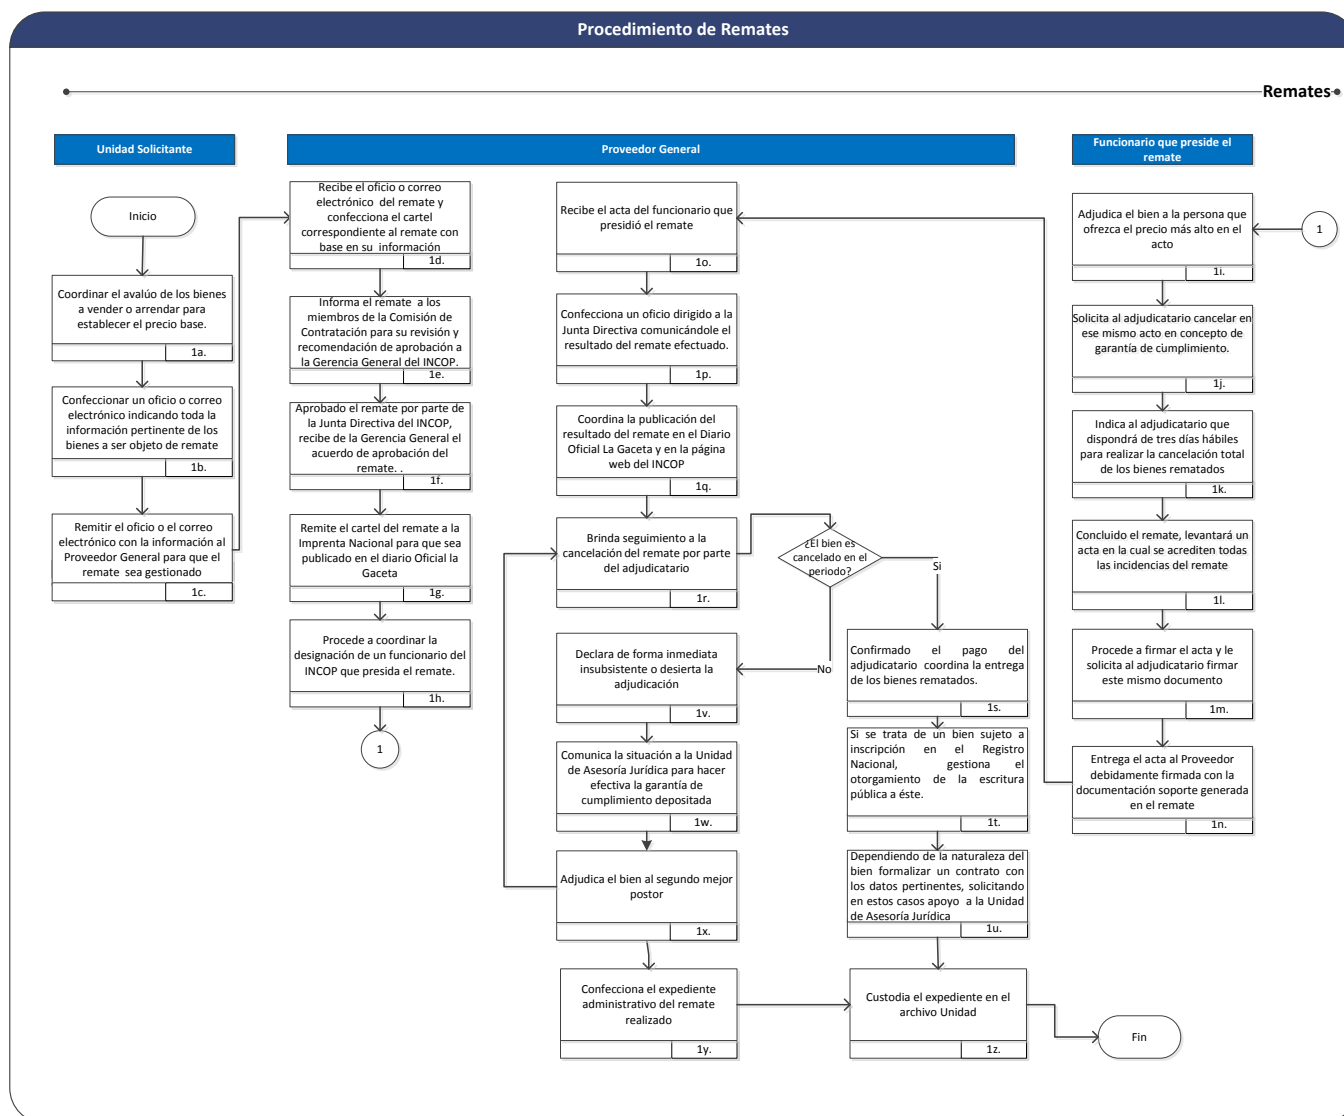 Procedimiento de Remates
Remates
Unidad Solicitante
Inicio
Coordinar el avalúo de los bienes
a vender o arrendar para
establecer el precio base.
1a.
Confeccionar un oficio o correo
electrónico indicando toda la
información pertinente de los
bienes a ser objeto de remate
1b.
Remitir el oficio o el correo
electrónico con la información al
Proveedor General para que el
remate sea gestionado
1c.
Proveedor General
Recibe el oficio o correo
electrónico del remate y
confecciona el cartel
correspondiente al remate con
base en su información
1d.
Informa el remate a los
miembros de la Comisión de
Contratación para su revisión y
recomendación de aprobación a
la Gerencia General del INCOP.
1e.
Aprobado el remate por parte de
la Junta Directiva del INCOP,
recibe de la Gerencia General el
acuerdo de aprobación del
remate. .
1f.
Remite el cartel del remate a la
Imprenta Nacional para que sea
publicado en el diario Oficial la
Gaceta
1g.
Procede a coordinar la
designación de un funcionario del
INCOP que presida el remate.
1h.
1
Recibe el acta del funcionario que
presidió el remate
1o.
Confecciona un oficio dirigido a la
Junta Directiva comunicándole el
resultado del remate efectuado.
1p.
Coordina la publicación del
resultado del remate en el Diario
Oficial La Gaceta y en la página
web del INCOP
1q.
Brinda seguimiento a la
cancelación del remate por parte
del adjudicatario
1r.
¿El bien es
cancelado en el
periodo?
Si
No
Declara de forma inmediata
insubsistente o desierta la
adjudicación
1v.
Comunica la situación a la Unidad
de Asesoría Jurídica para hacer
efectiva la garantía de
cumplimiento depositada
1w.
Adjudica el bien al segundo mejor
postor
1x.
Confecciona el expediente
administrativo del remate
realizado
1y.
Confirmado el pago del
adjudicatario coordina la entrega
de los bienes rematados.
1s.
Si se trata de un bien sujeto a
inscripción en el Registro
Nacional, gestiona el
otorgamiento de la escritura
pública a éste.
1t.
Dependiendo de la naturaleza del
bien formalizar un contrato con
los datos pertinentes, solicitando
en estos casos apoyo a la Unidad
de Asesoría Jurídica
1u.
Custodia el expediente en el
archivo Unidad
1z.
Funcionario que preside el
remate
Adjudica el bien a la persona que
ofrezca el precio más alto en el
acto
1i.
1
Solicita al adjudicatario cancelar en
ese mismo acto en concepto de
garantía de cumplimiento.
1j.
Indica al adjudicatario que
dispondrá de tres días hábiles
para realizar la cancelación total
de los bienes rematados
1k.
Concluido el remate, levantará un
acta en la cual se acrediten todas
las incidencias del remate
1l.
Procede a firmar el acta y le
solicita al adjudicatario firmar
este mismo documento
1m.
Entrega el acta al Proveedor
debidamente firmada con la
documentación soporte generada
en el remate
1n.
Fin